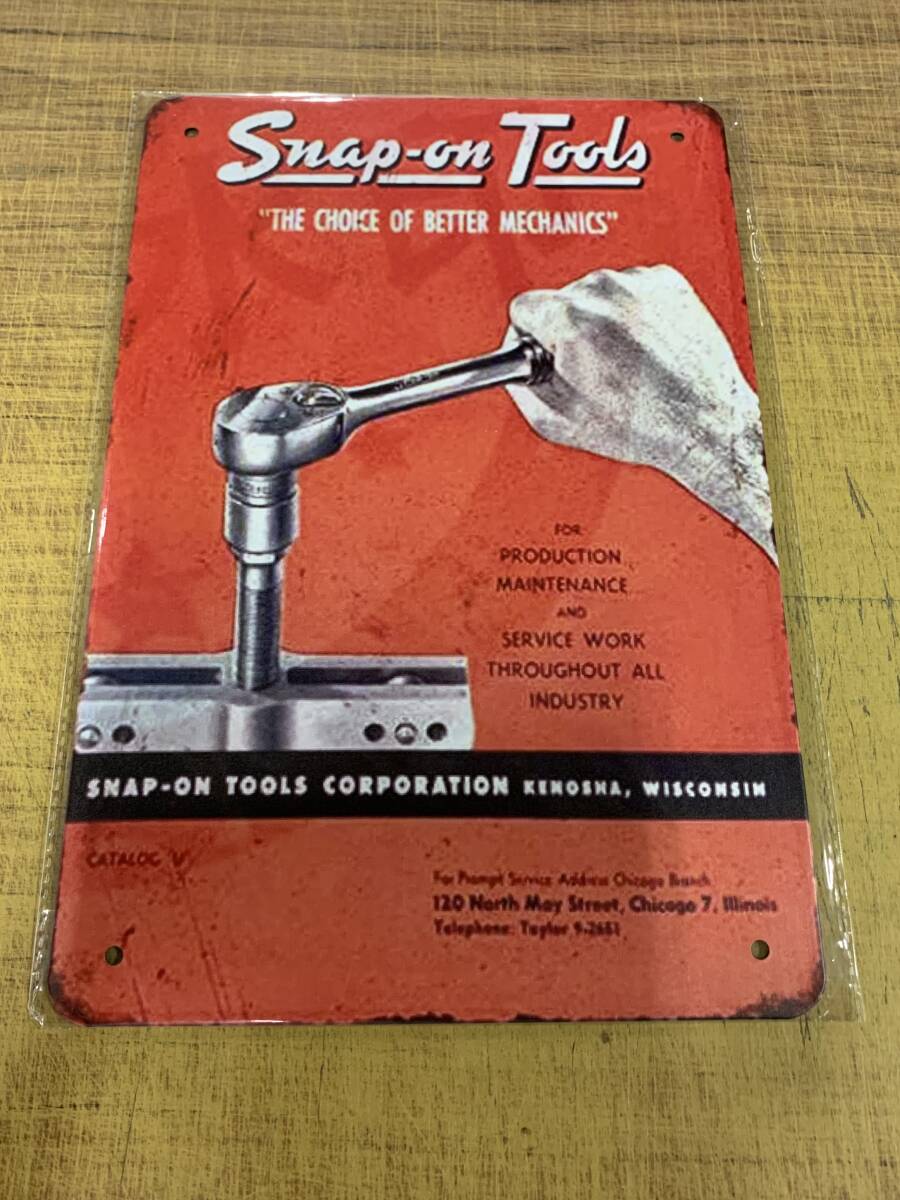 Snap-on Tools
"THE CHOICE OF BETTER MECHANICS"
FOR
PRODUCTION
MAINTENANCE
AND
SERVICE WORK
THROUGHOUT ALL
INDUSTRY
SNAP-ON TOOLS CORPORATION KENOSHA, WISCONSIN
CATALOG
For Prompt Service Address Chicago Branch
120 North May Street, Chicago 7, Illinois
Telephone: Taylor 9-2681